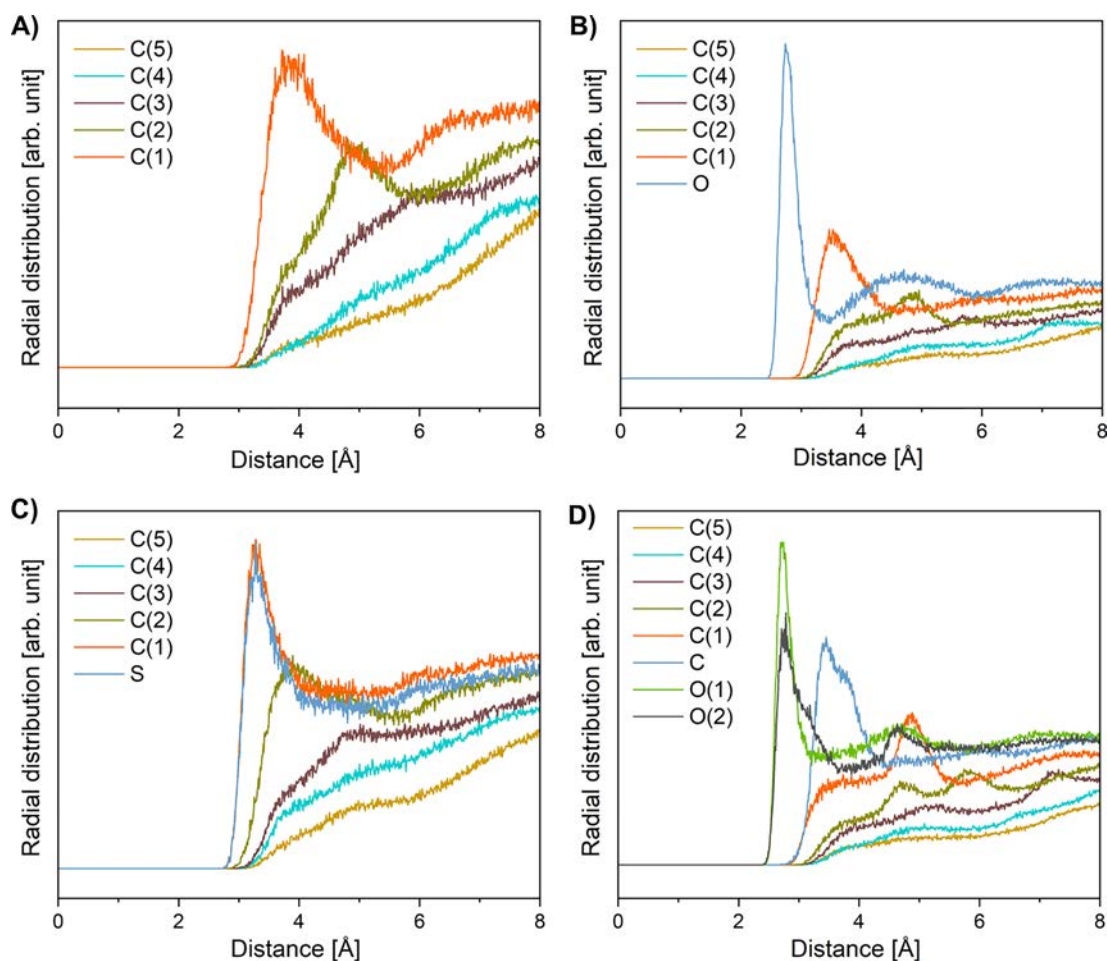 A)
C(5)
C(4)
C(3)
C(2)
C(1)
Radial distribution [arb. unit]
0 2 4 6 8
Distance [Å]
B)
C(5)
C(4)
C(3)
C(2)
C(1)
O
Radial distribution [arb. unit]
0 2 4 6 8
Distance [Å]
C)
C(5)
C(4)
C(3)
C(2)
C(1)
S
Radial distribution [arb. unit]
0 2 4 6 8
Distance [Å]
D)
C(5)
C(4)
C(3)
C(2)
C(1)
C
O(1)
O(2)
Radial distribution [arb. unit]
0 2 4 6 8
Distance [Å]